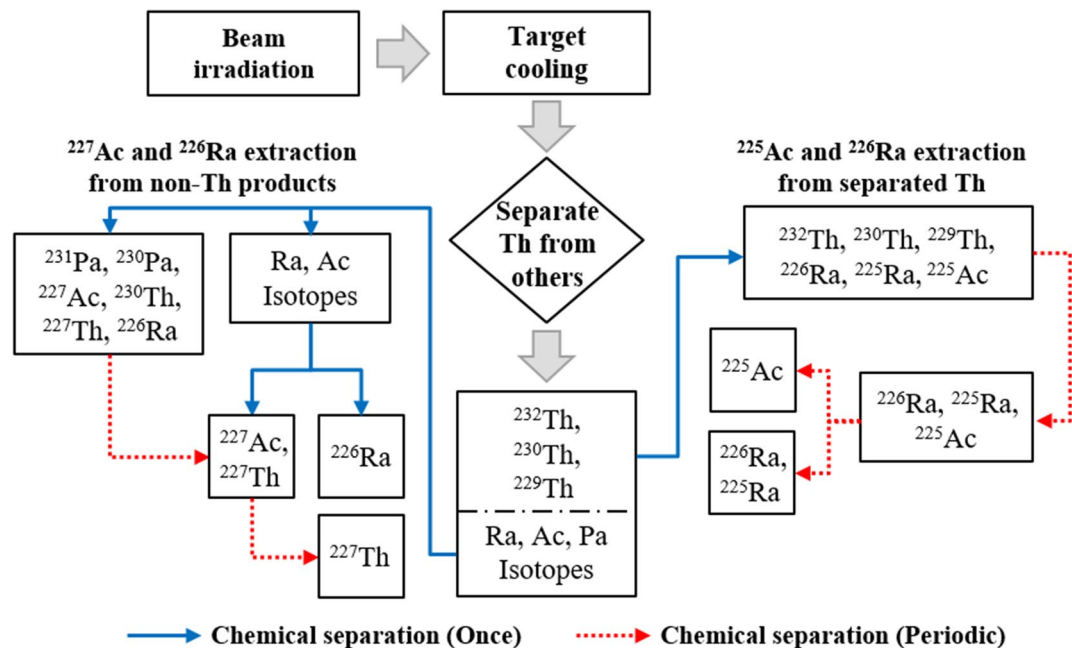 Beam
irradiation
Target
cooling
²²⁷Ac and ²²⁶Ra extraction
from non-Th products
²²⁵Ac and ²²⁶Ra extraction
from separated Th
Separate
Th from
others
²³¹Pa, ²³⁰Pa,
²²⁷Ac, ²³⁰Th,
²²⁷Th, ²²⁶Ra
Ra, Ac
Isotopes
²³²Th, ²³⁰Th, ²²⁹Th,
²²⁶Ra, ²²⁵Ra, ²²⁵Ac
²²⁵Ac
²²⁶Ra, ²²⁵Ra,
²²⁵Ac
²²⁶Ra,
²²⁵Ra
²²⁷Ac,
²²⁷Th
²²⁶Ra
²³²Th,
²³⁰Th,
²²⁹Th
Ra, Ac, Pa
Isotopes
²²⁷Th
Chemical separation (Once)
Chemical separation (Periodic)